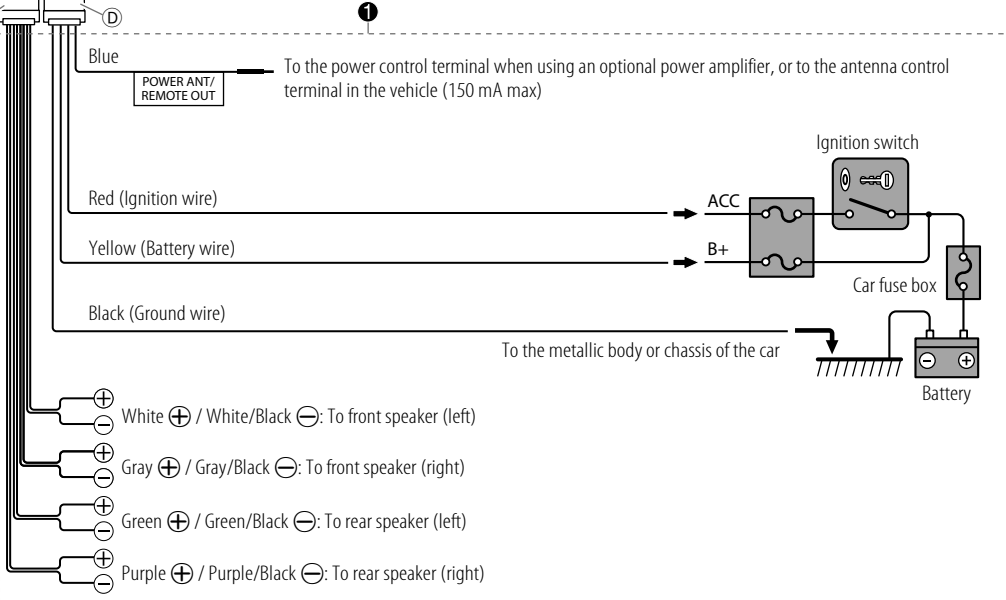 Ⓓ
❶
Blue
POWER ANT/
REMOTE OUT
To the power control terminal when using an optional power amplifier, or to the antenna control
terminal in the vehicle (150 mA max)
Ignition switch
Red (Ignition wire)
ACC
Yellow (Battery wire)
B+
Car fuse box
Black (Ground wire)
To the metallic body or chassis of the car
⊖ ⊕
Battery
⊕
⊖
White ⊕ / White/Black ⊖: To front speaker (left)
⊕
⊖
Gray ⊕ / Gray/Black ⊖: To front speaker (right)
⊕
⊖
Green ⊕ / Green/Black ⊖: To rear speaker (left)
⊕
⊖
Purple ⊕ / Purple/Black ⊖: To rear speaker (right)